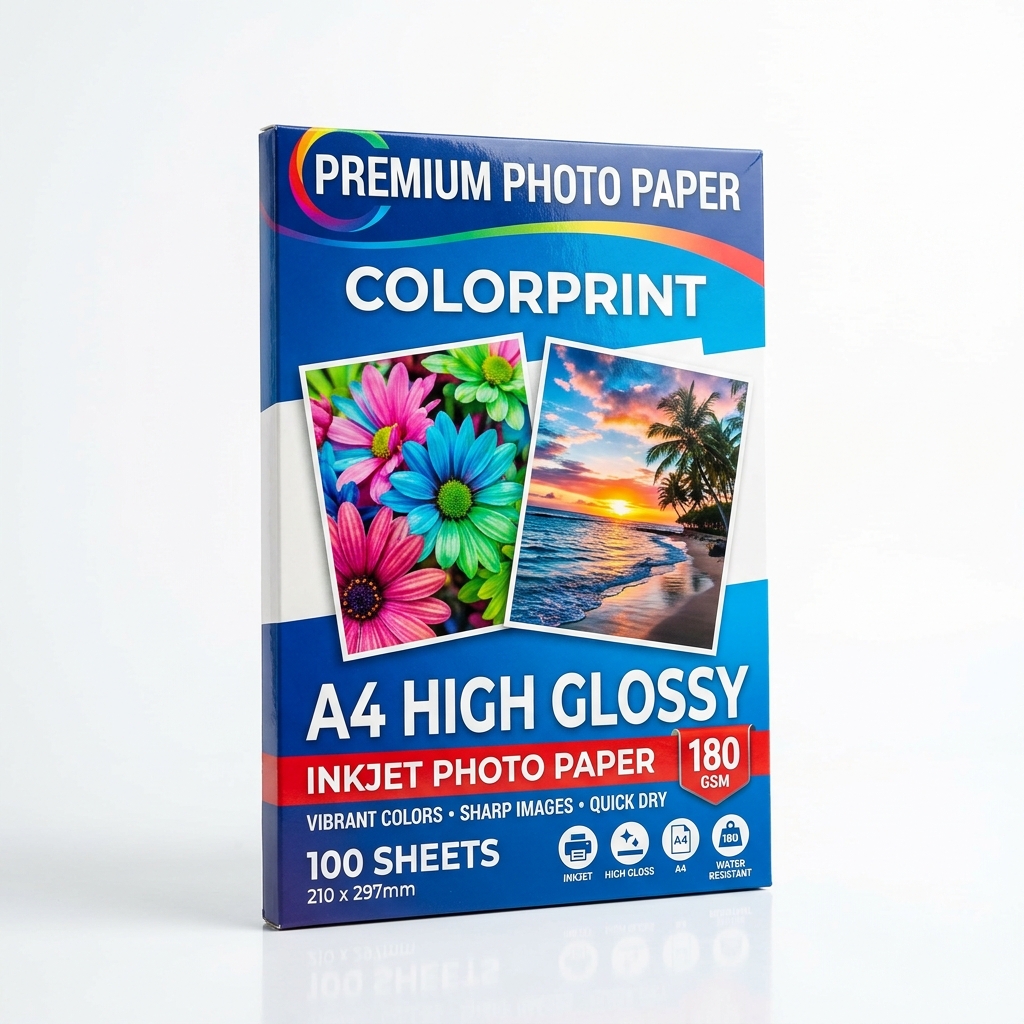 PREMIUM PHOTO PAPER
COLORPRINT
A4 HIGH GLOSSY
INKJET PHOTO PAPER
180
GSM
VIBRANT COLORS • SHARP IMAGES • QUICK DRY
100 SHEETS
210 x 297mm
INKJET
HIGH GLOSS
A4
A4
180
WATER
RESISTANT